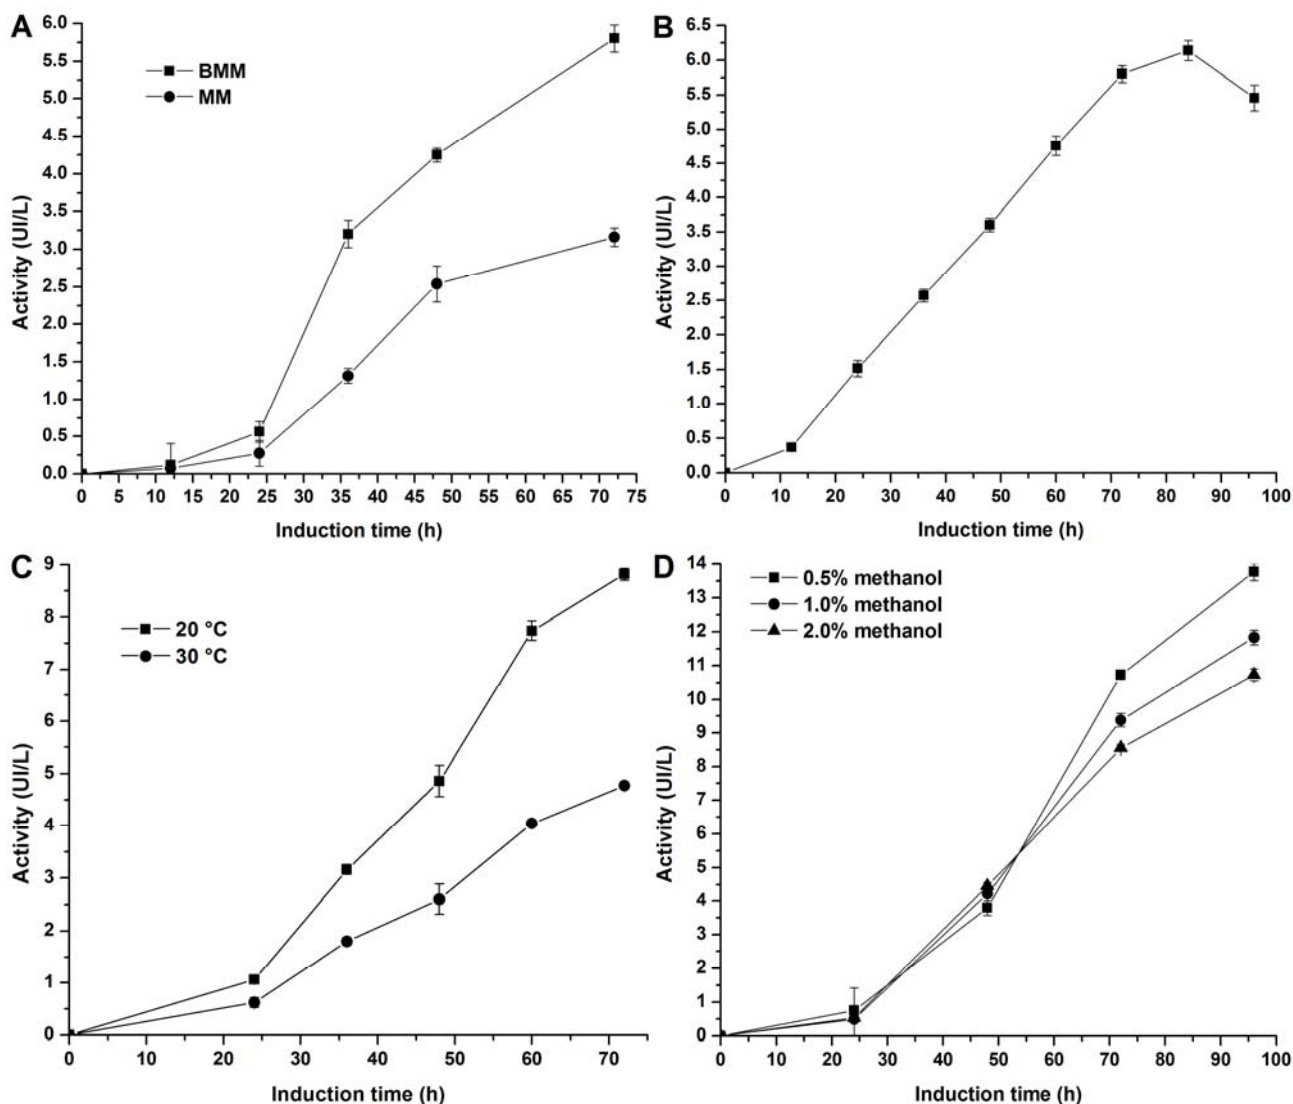 A
BMM
MM
6.0
5.5
5.0
4.5
4.0
3.5
3.0
2.5
2.0
1.5
1.0
0.5
0.0
Activity (UI/L)
0 5 10 15 20 25 30 35 40 45 50 55 60 65 70 75
Induction time (h)
B
6.5
6.0
5.5
5.0
4.5
4.0
3.5
3.0
2.5
2.0
1.5
1.0
0.5
0.0
Activity (UI/L)
0 10 20 30 40 50 60 70 80 90 100
Induction time (h)
C
20 °C
30 °C
9
8
7
6
5
4
3
2
1
0
Activity (UI/L)
0 20 30 40 50 60 70
Induction time (h)
D
0.5% methanol
1.0% methanol
2.0% methanol
14
13
12
11
10
9
8
7
6
5
4
3
2
1
0
Activity (UI/L)
0 10 20 30 40 50 60 70 80 90 100
Induction time (h)